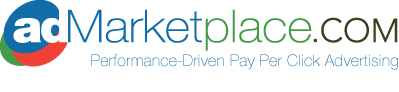 adMarketplace.COM
Performance-Driven Pay Per Click Advertising